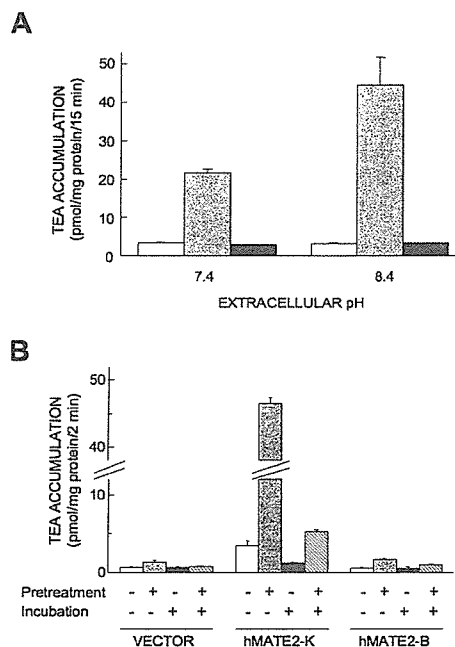 A
TEA ACCUMULATION
(pmol/mg protein/15 min)
50
40
30
20
10
0
7.4
8.4
EXTRACELLULAR pH
B
TEA ACCUMULATION
(pmol/mg protein/2 min)
50
40
10
0
Pretreatment - + - + - + - + - + - +
Incubation - - + + - - + + - - + +
VECTOR hMATE2-K hMATE2-B